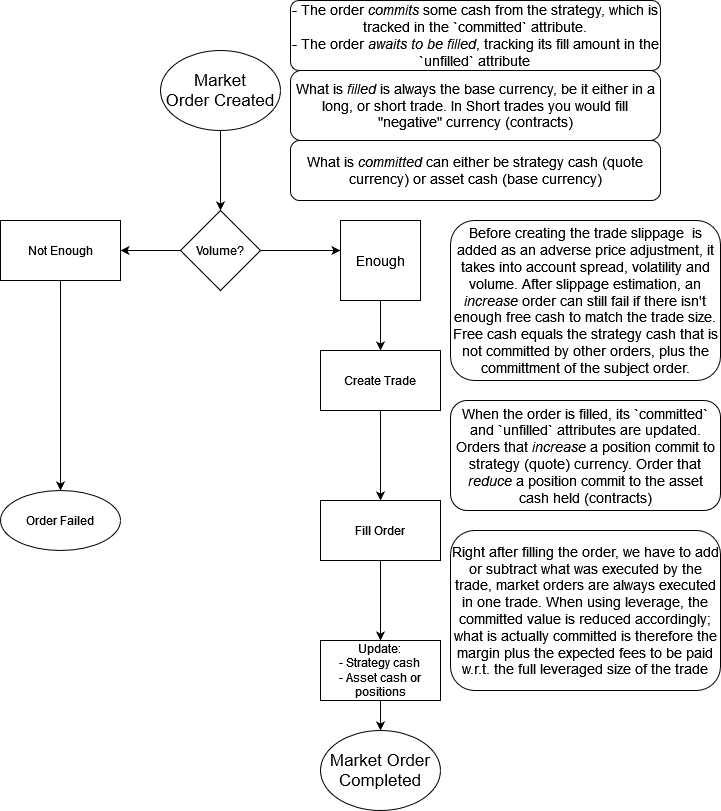 - The order commits some cash from the strategy, which is
tracked in the `committed` attribute.
- The order awaits to be filled, tracking its fill amount in the
`unfilled` attribute
Market
Order Created
What is filled is always the base currency, be it either in a
long, or short trade. In Short trades you would fill
"negative" currency (contracts)
What is committed can either be strategy cash (quote
currency) or asset cash (base currency)
Not Enough
Volume?
Enough
Before creating the trade slippage is
added as an adverse price adjustment, it
takes into account spread, volatility and
volume. After slippage estimation, an
increase order can still fail if there isn't
enough free cash to match the trade size.
Free cash equals the strategy cash that is
not committed by other orders, plus the
committment of the subject order.
Create Trade
When the order is filled, its `committed`
and `unfilled` attributes are updated.
Orders that increase a position commit to
strategy (quote) currency. Order that
reduce a position commit to the asset
cash held (contracts)
Order Failed
Fill Order
Right after filling the order, we have to add
or subtract what was executed by the
trade, market orders are always executed
in one trade. When using leverage, the
committed value is reduced accordingly;
what is actually committed is therefore the
margin plus the expected fees to be paid
w.r.t. the full leveraged size of the trade
Update:
- Strategy cash
- Asset cash or
positions
Market Order
Completed